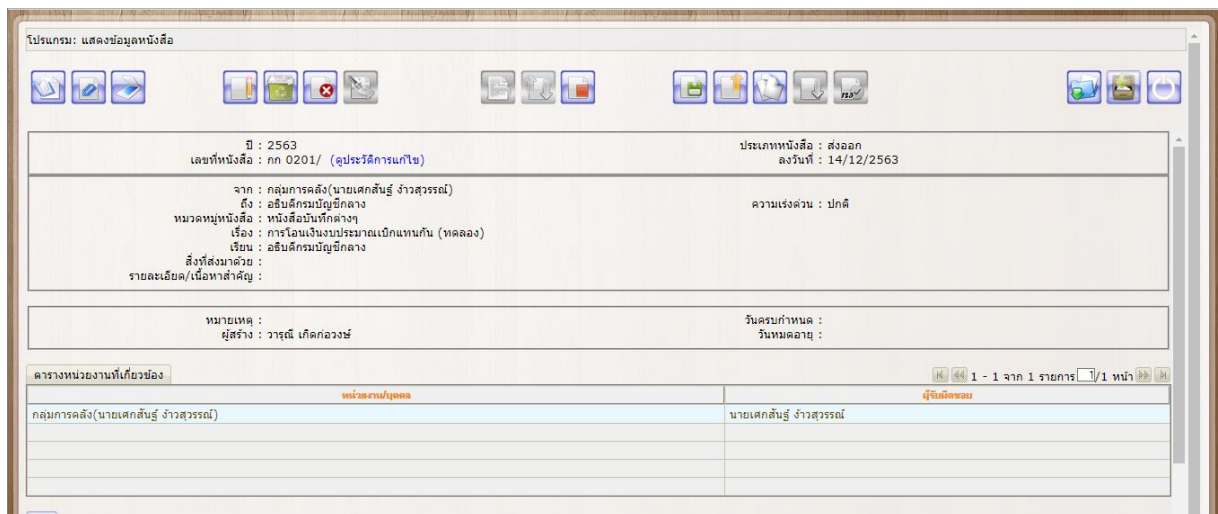 โปรแกรม: แสดงข้อมูลหนังสือ
ปี : 2563
ประเภทหนังสือ : ส่งออก
เลขที่หนังสือ : กก 0201/ (ดูประวัติการแก้ไข)
ลงวันที่ : 14/12/2563
จาก : กลุ่มการคลัง(นายเศกสันฐ์ ง้าวสุวรรณ์)
ถึง : อธิบดีกรมบัญชีกลาง
ความเร่งด่วน : ปกติ
หมวดหมู่หนังสือ : หนังสือบันทึกต่างๆ
เรื่อง : การโอนเงินงบประมาณเบิกแทนกัน (ทดลอง)
เรียน : อธิบดีกรมบัญชีกลาง
สิ่งที่ส่งมาด้วย :
รายละเอียด/เนื้อหาสำคัญ :
หมายเหตุ :
วันครบกำหนด :
ผู้สร้าง : วารุณี เกิดก่อวงษ์
วันหมดอายุ :
ตารางหน่วยงานที่เกี่ยวข้อง
1 - 1 จาก 1 รายการ 1/1 หน้า
หน่วยงาน/บุคคล
ผู้รับผิดชอบ
กลุ่มการคลัง(นายเศกสันฐ์ ง้าวสุวรรณ์)
นายเศกสันฐ์ ง้าวสุวรรณ์